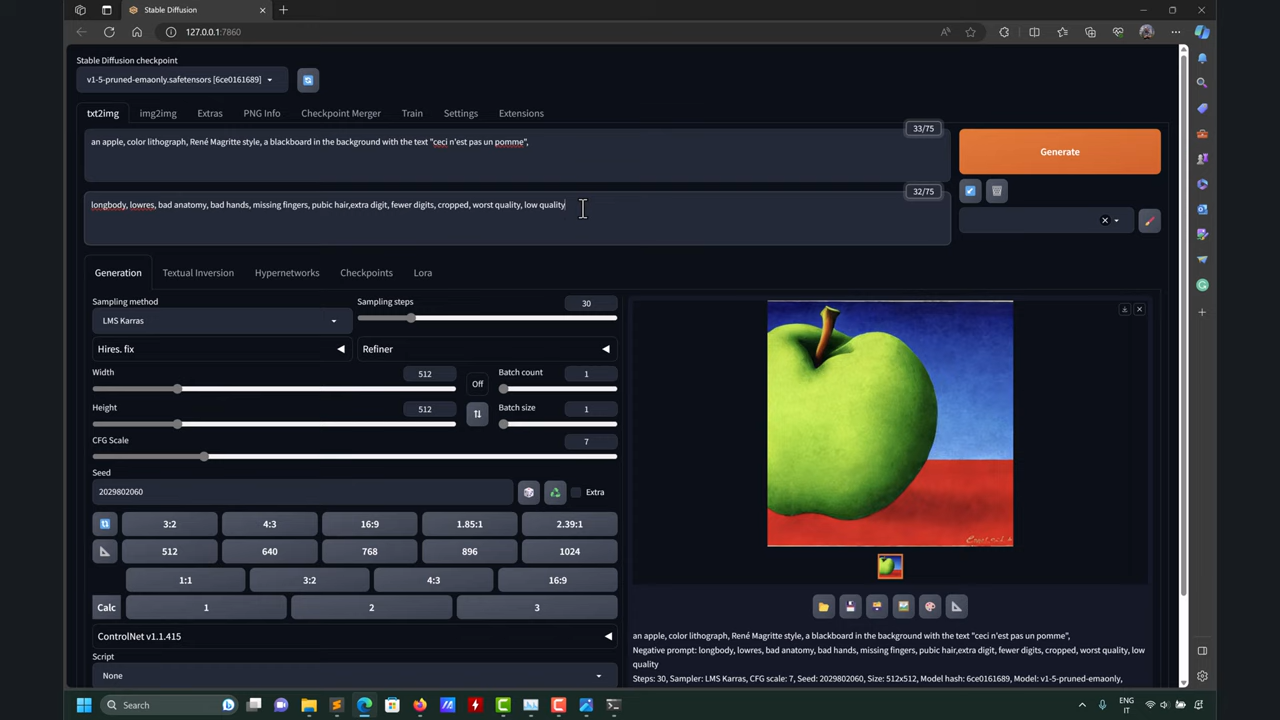 Stable Diffusion
127.0.0.1:7860
Stable Diffusion checkpoint
v1-5-pruned-emaonly.safetensors [6ce0161689]
txt2img img2img Extras PNG Info Checkpoint Merger Train Settings Extensions
33/75
an apple, color lithograph, René Magritte style, a blackboard in the background with the text "ceci n'est pas un pomme",
Generate
32/75
longbody, lowres, bad anatomy, bad hands, missing fingers, pubic hair,extra digit, fewer digits, cropped, worst quality, low quality
Generation Textual Inversion Hypernetworks Checkpoints Lora
Sampling method
LMS Karras
Sampling steps
30
Hires. fix
Refiner
Width
512
Off
Batch count
1
Height
512
Batch size
1
CFG Scale
7
Seed
2029802060
Extra
3:2 4:3 16:9 1.85:1 2.39:1
512 640 768 896 1024
1:1 3:2 4:3 16:9
Calc 1 2 3
ControlNet v1.1.415
Script
None
an apple, color lithograph, René Magritte style, a blackboard in the background with the text "ceci n'est pas un pomme",
Negative prompt: longbody, lowres, bad anatomy, bad hands, missing fingers, pubic hair,extra digit, fewer digits, cropped, worst quality, low
quality
Steps: 30, Sampler: LMS Karras, CFG scale: 7, Seed: 2029802060, Size: 512x512, Model hash: 6ce0161689, Model: v1-5-pruned-emaonly,
Search
ENG
IT